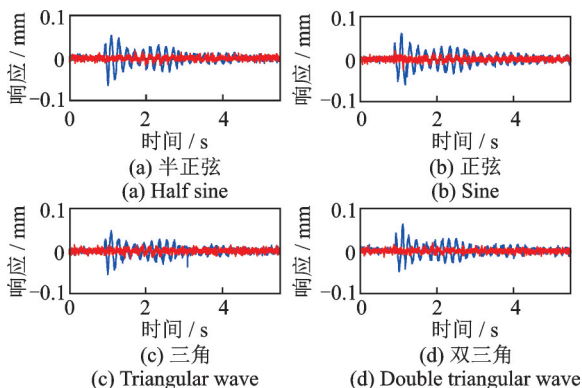 响应 / mm
0.1
0
−0.1
0 2 4
时间 / s
(a) 半正弦
(a) Half sine
响应 / mm
0.1
0
−0.1
0 2 4
时间 / s
(b) 正弦
(b) Sine
响应 / mm
0.1
0
−0.1
0 2 4
时间 / s
(c) 三角
(c) Triangular wave
响应 / mm
0.1
0
−0.1
0 2 4
时间 / s
(d) 双三角
(d) Double triangular wave